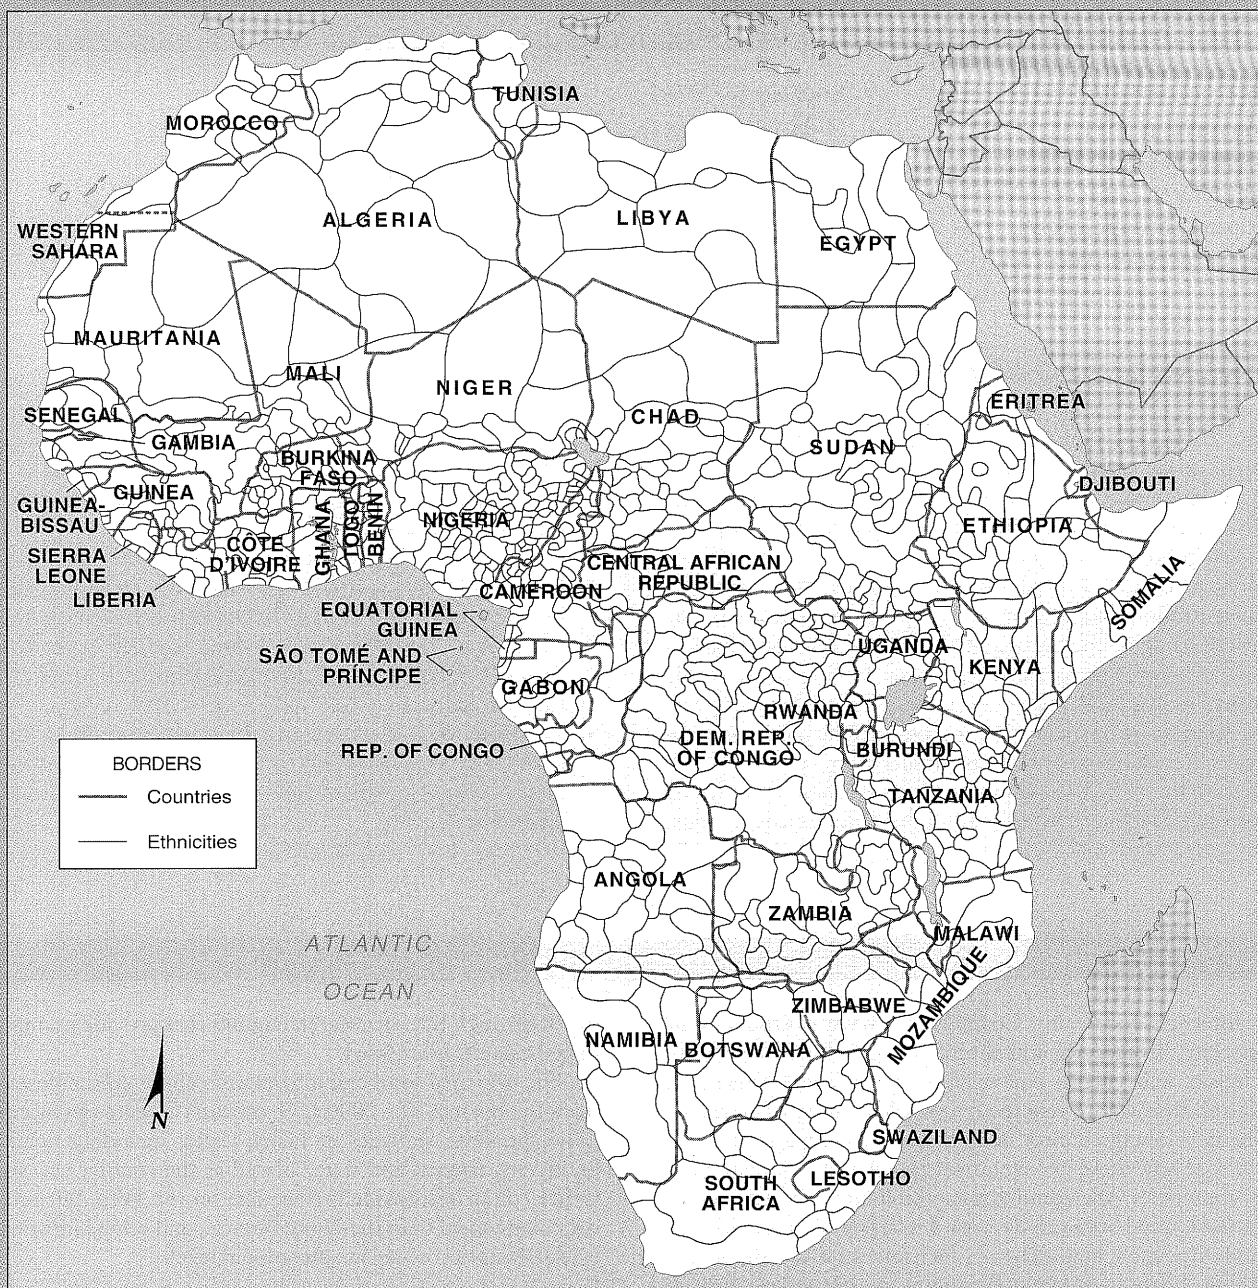 TUNISIA
MOROCCO
ALGERIA
LIBYA
EGYPT
WESTERN
SAHARA
MAURITANIA
MALI
NIGER
CHAD
SUDAN
ERITREA
SENEGAL
GAMBIA
BURKINA
FASO
GUINEA
GUINEA-
BISSAU
SIERRA
LEONE
LIBERIA
CÔTE
D'IVOIRE
GHANA
TOGO
BENIN
NIGERIA
DJIBOUTI
ETHIOPIA
SOMALIA
CENTRAL AFRICAN
REPUBLIC
CAMEROON
EQUATORIAL
GUINEA
SÃO TOMÉ AND
PRÍNCIPE
GABON
UGANDA
KENYA
RWANDA
DEM. REP.
OF CONGO
BURUNDI
REP. OF CONGO
TANZANIA
BORDERS
Countries
Ethnicities
ANGOLA
ZAMBIA
MALAWI
MOZAMBIQUE
ATLANTIC
OCEAN
ZIMBABWE
NAMIBIA
BOTSWANA
N
SWAZILAND
LESOTHO
SOUTH
AFRICA